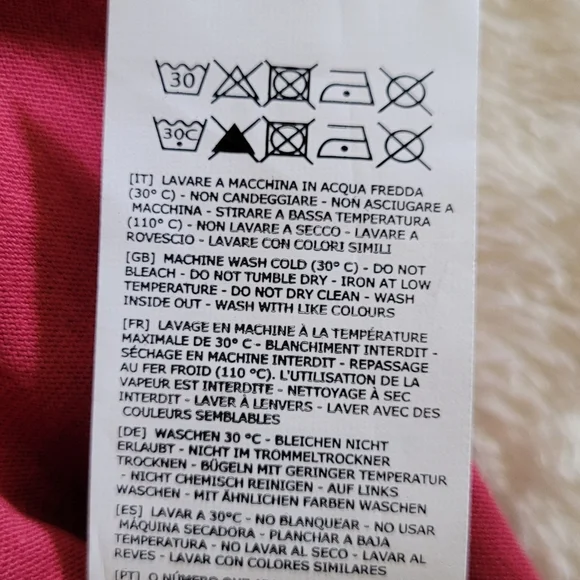 30
30C
[IT] LAVARE A MACCHINA IN ACQUA FREDDA
(30° C) - NON CANDEGGIARE - NON ASCIUGARE A
MACCHINA - STIRARE A BASSA TEMPERATURA
(110° C) - NON LAVARE A SECCO - LAVARE A
ROVESCIO - LAVARE CON COLORI SIMILI
[GB] MACHINE WASH COLD (30° C) - DO NOT
BLEACH - DO NOT TUMBLE DRY - IRON AT LOW
TEMPERATURE - DO NOT DRY CLEAN - WASH
INSIDE OUT - WASH WITH LIKE COLOURS
[FR] LAVAGE EN MACHINE À LA TEMPÉRATURE
MAXIMALE DE 30° C - BLANCHIMENT INTERDIT -
SÉCHAGE EN MACHINE INTERDIT - REPASSAGE
AU FER FROID (110 °C). L'UTILISATION DE LA
VAPEUR EST INTERDITE - NETTOYAGE À SEC
INTERDIT - LAVER À LENVERS - LAVER AVEC DES
COULEURS SEMBLABLES
[DE] WASCHEN 30 °C - BLEICHEN NICHT
ERLAUBT - NICHT IM TROMMELTROCKNER
TROCKNEN - BÜGELN MIT GERINGER TEMPERATUR
- NICHT CHEMISCH REINIGEN - AUF LINKS
WASCHEN - MIT ÄHNLICHEN FARBEN WASCHEN
[ES] LAVAR A 30°C - NO BLANQUEAR - NO USAR
MÁQUINA SECADORA - PLANCHAR A BAJA
TEMPERATURA - NO LAVAR AL SECO - LAVAR AL
REVES - LAVAR CON COLORES SIMILARES
[PT] O NÚMERO